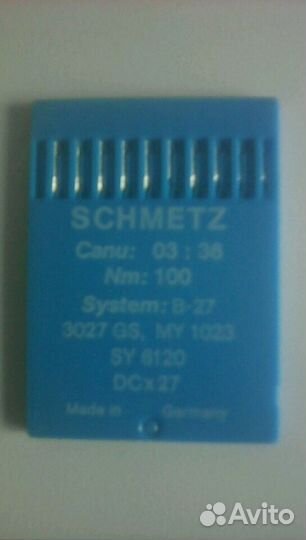 SCHMETZ
Canu: 03 : 36
Nm: 100
System: B-27
3027 GS, MY 1023
SY 6120
DCx27
Made in Germany
Avito